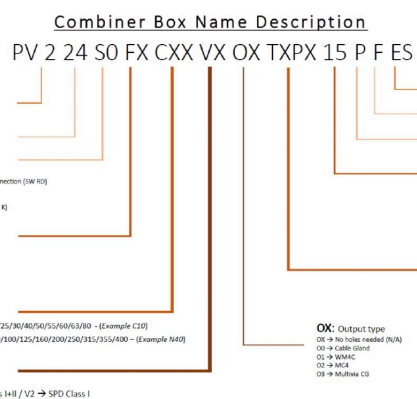 Combiner Box Name Description
PV 2 24 S0 FX CXX VX OX TXPX 15 P F ES
nnection (SW RD)
K)
/25/30/40/50/55/60/63/80 - (Example C10)
/100/125/160/200/250/315/355/400 – (Example N40)
s I+II / V2 → SPD Class I
OX: Output type
OX → No holes needed (N/A)
O0 → Cable Gland
O1 → WM4C
O2 → MC4
O3 → Multivia CG